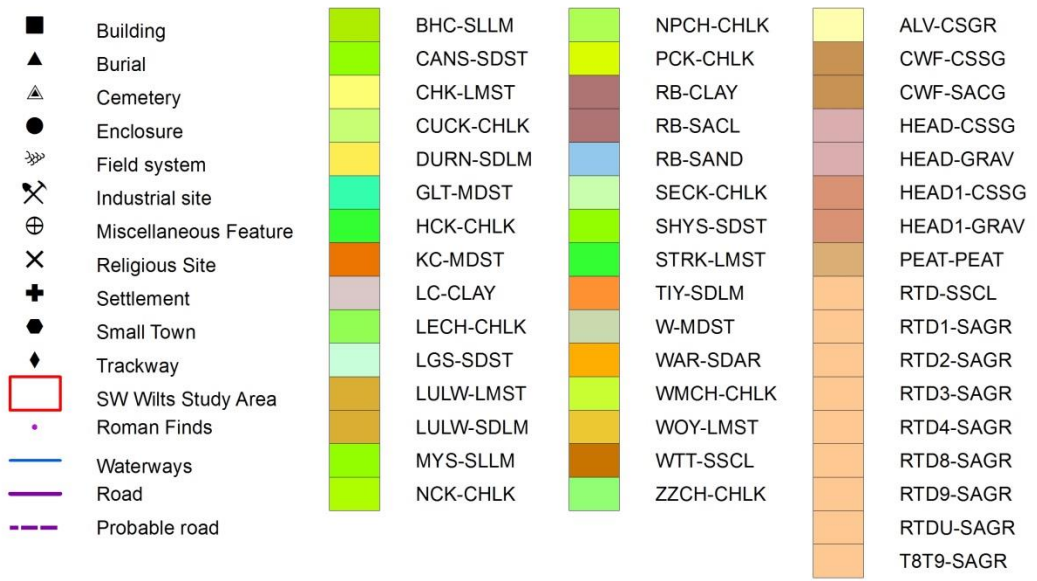 Building
Burial
Cemetery
Enclosure
Field system
Industrial site
Miscellaneous Feature
Religious Site
Settlement
Small Town
Trackway
SW Wilts Study Area
Roman Finds
Waterways
Road
Probable road
BHC-SLLM
CANS-SDST
CHK-LMST
CUCK-CHLK
DURN-SDLM
GLT-MDST
HCK-CHLK
KC-MDST
LC-CLAY
LECH-CHLK
LGS-SDST
LULW-LMST
LULW-SDLM
MYS-SLLM
NCK-CHLK
NPCH-CHLK
PCK-CHLK
RB-CLAY
RB-SACL
RB-SAND
SECK-CHLK
SHYS-SDST
STRK-LMST
TIY-SDLM
W-MDST
WAR-SDAR
WMCH-CHLK
WOY-LMST
WTT-SSCL
ZZCH-CHLK
ALV-CSGR
CWF-CSSG
CWF-SACG
HEAD-CSSG
HEAD-GRAV
HEAD1-CSSG
HEAD1-GRAV
PEAT-PEAT
RTD-SSCL
RTD1-SAGR
RTD2-SAGR
RTD3-SAGR
RTD4-SAGR
RTD8-SAGR
RTD9-SAGR
RTDU-SAGR
T8T9-SAGR